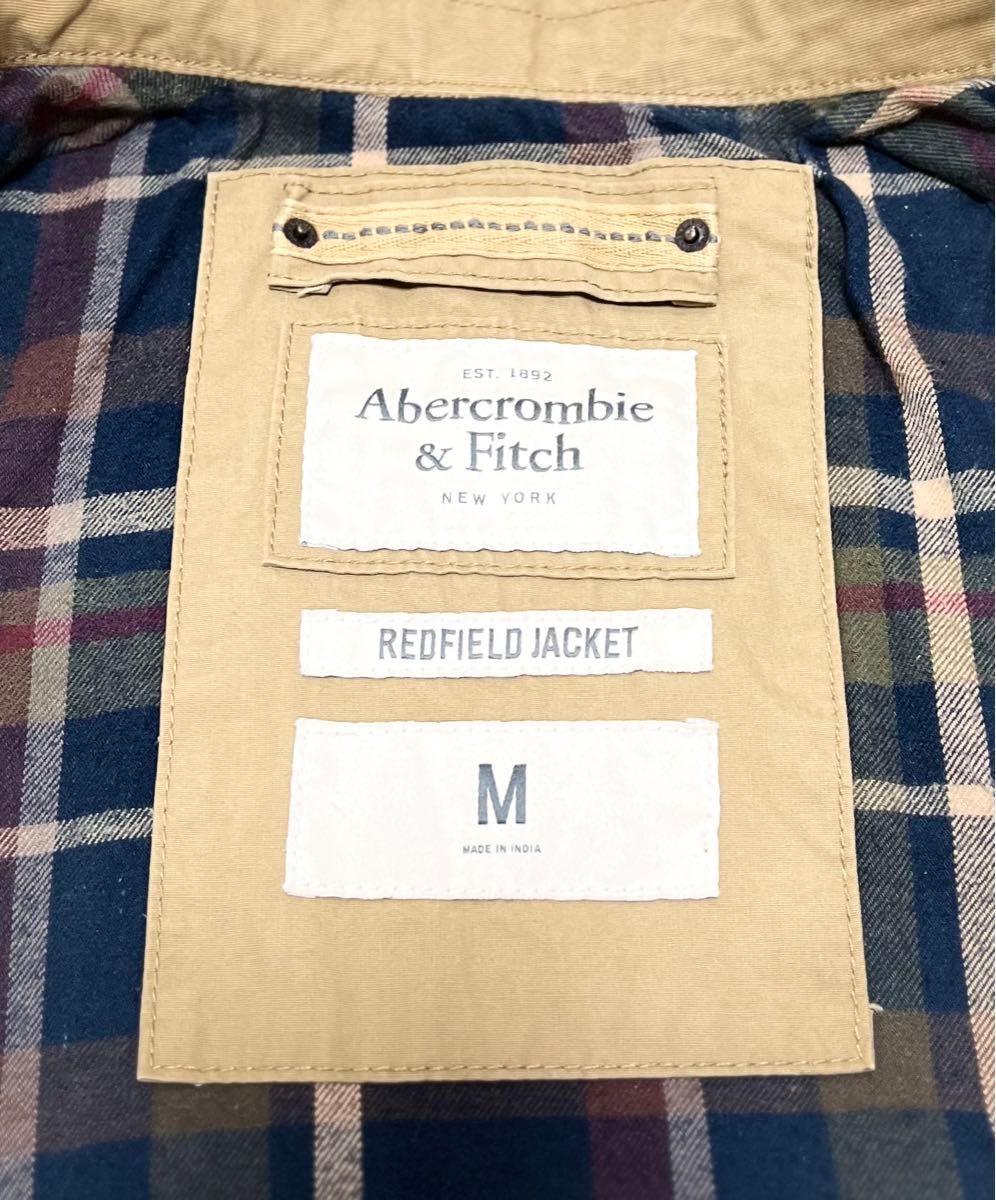 EST. 1892
Abercrombie
& Fitch
NEW YORK
REDFIELD JACKET
M
MADE IN INDIA